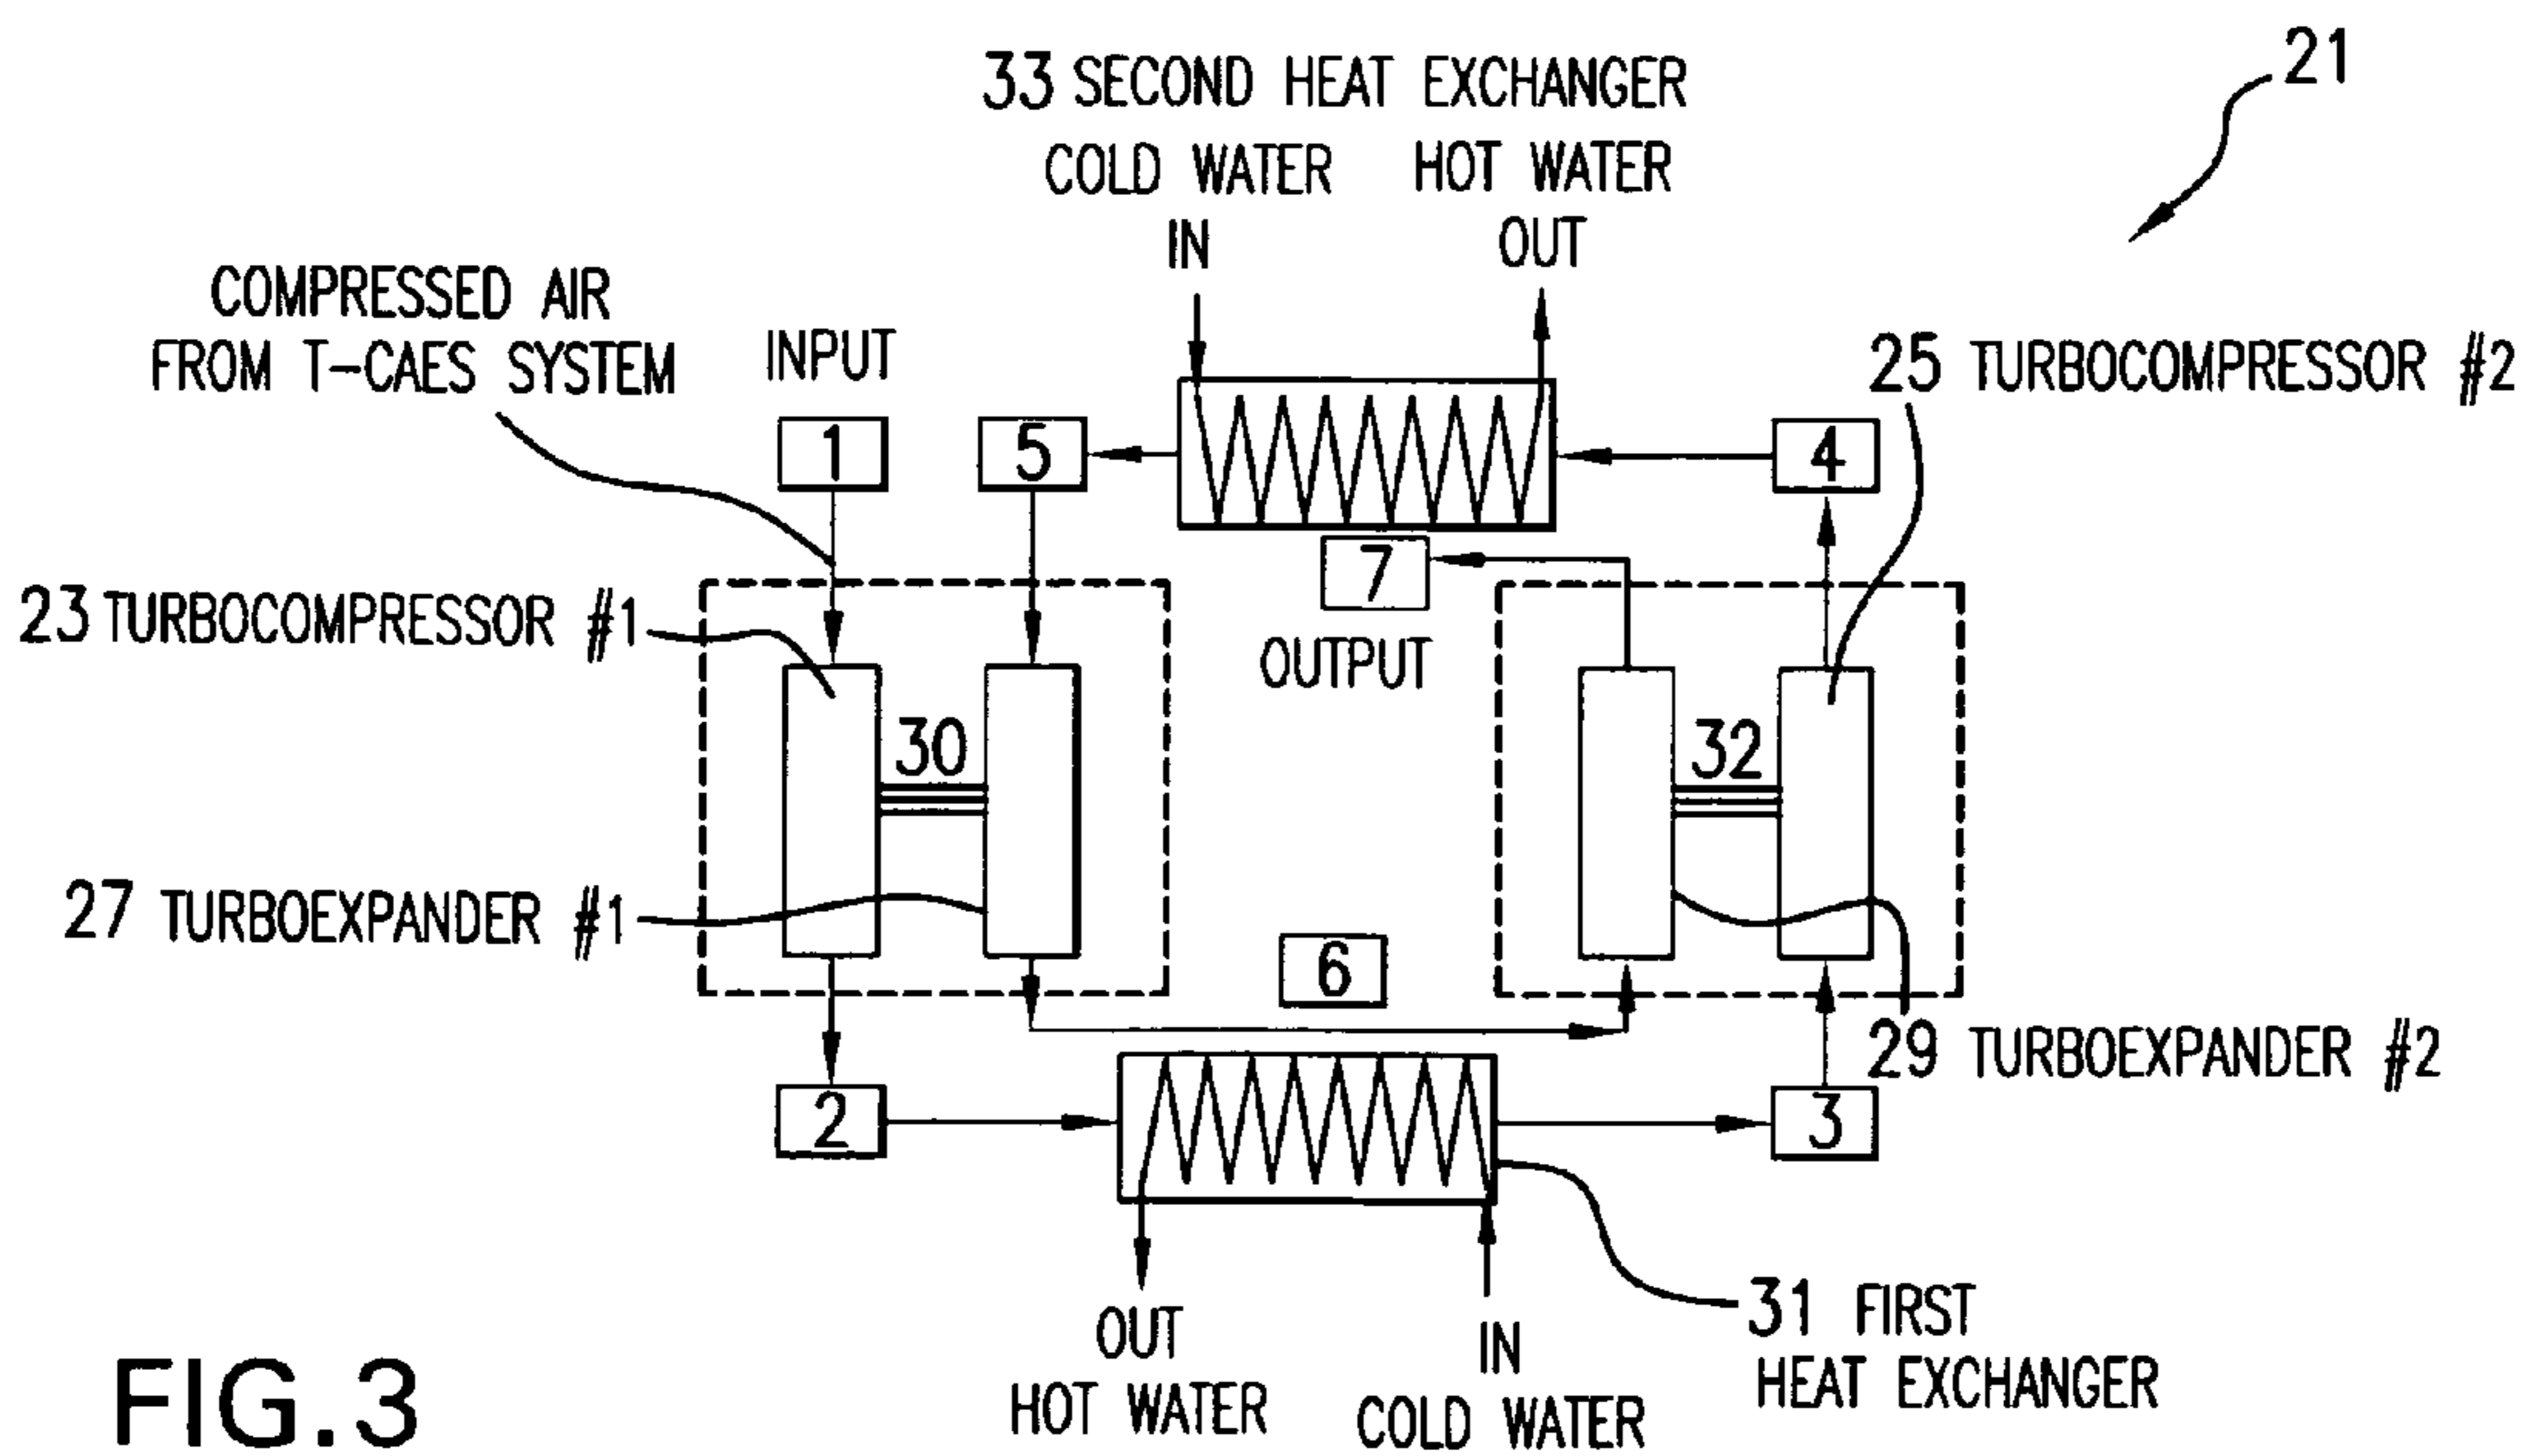 21
33 SECOND HEAT EXCHANGER
COLD WATER HOT WATER
IN OUT
COMPRESSED AIR
FROM T-CAES SYSTEM
INPUT
25 TURBOCOMPRESSOR #2
1
5
4
7
OUTPUT
23 TURBOCOMPRESSOR #1
30
32
27 TURBOEXPANDER #1
6
29 TURBOEXPANDER #2
2
3
OUT
HOT WATER
IN
COLD WATER
31 FIRST
HEAT EXCHANGER
FIG.3